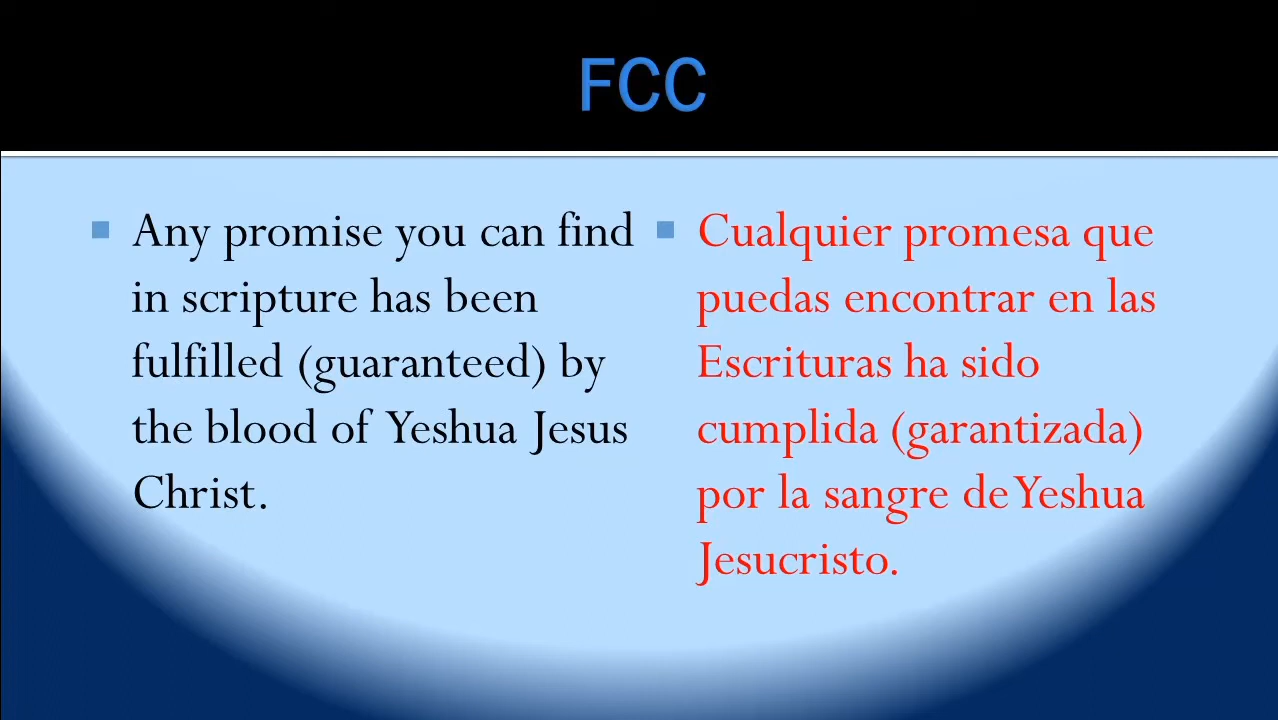 FCC
Any promise you can find
in scripture has been
fulfilled (guaranteed) by
the blood of Yeshua Jesus
Christ.
Cualquier promesa que
puedas encontrar en las
Escrituras ha sido
cumplida (garantizada)
por la sangre de Yeshua
Jesucristo.